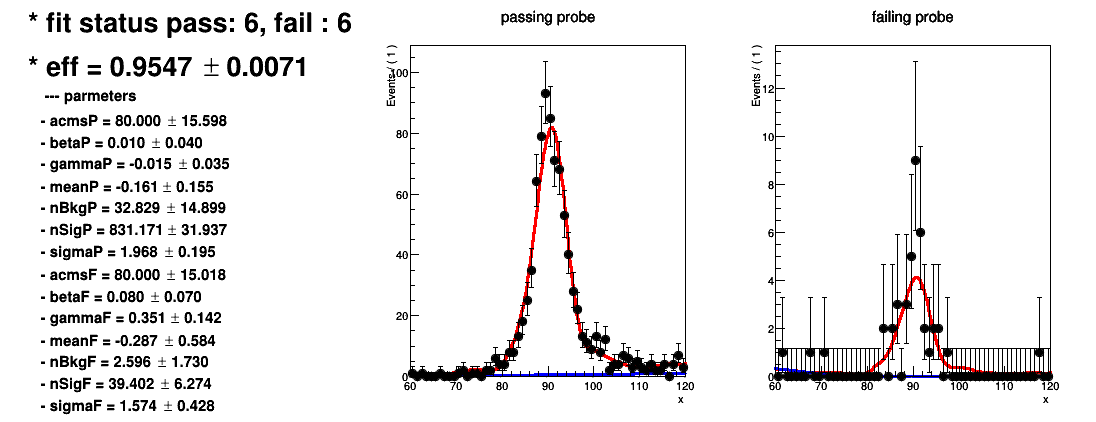 * fit status pass: 6, fail : 6
* eff = 0.9547 ± 0.0071
--- parmeters
- acmsP = 80.000 ± 15.598
- betaP = 0.010 ± 0.040
- gammaP = -0.015 ± 0.035
- meanP = -0.161 ± 0.155
- nBkgP = 32.829 ± 14.899
- nSigP = 831.171 ± 31.937
- sigmaP = 1.968 ± 0.195
- acmsF = 80.000 ± 15.018
- betaF = 0.080 ± 0.070
- gammaF = 0.351 ± 0.142
- meanF = -0.287 ± 0.584
- nBkgF = 2.596 ± 1.730
- nSigF = 39.402 ± 6.274
- sigmaF = 1.574 ± 0.428
passing probe
Events / ( 1 )
100
80
60
40
20
0
60 70 80 90 100 110 120
x
failing probe
Events / ( 1 )
12
10
8
6
4
2
0
60 70 80 90 100 110 120
x